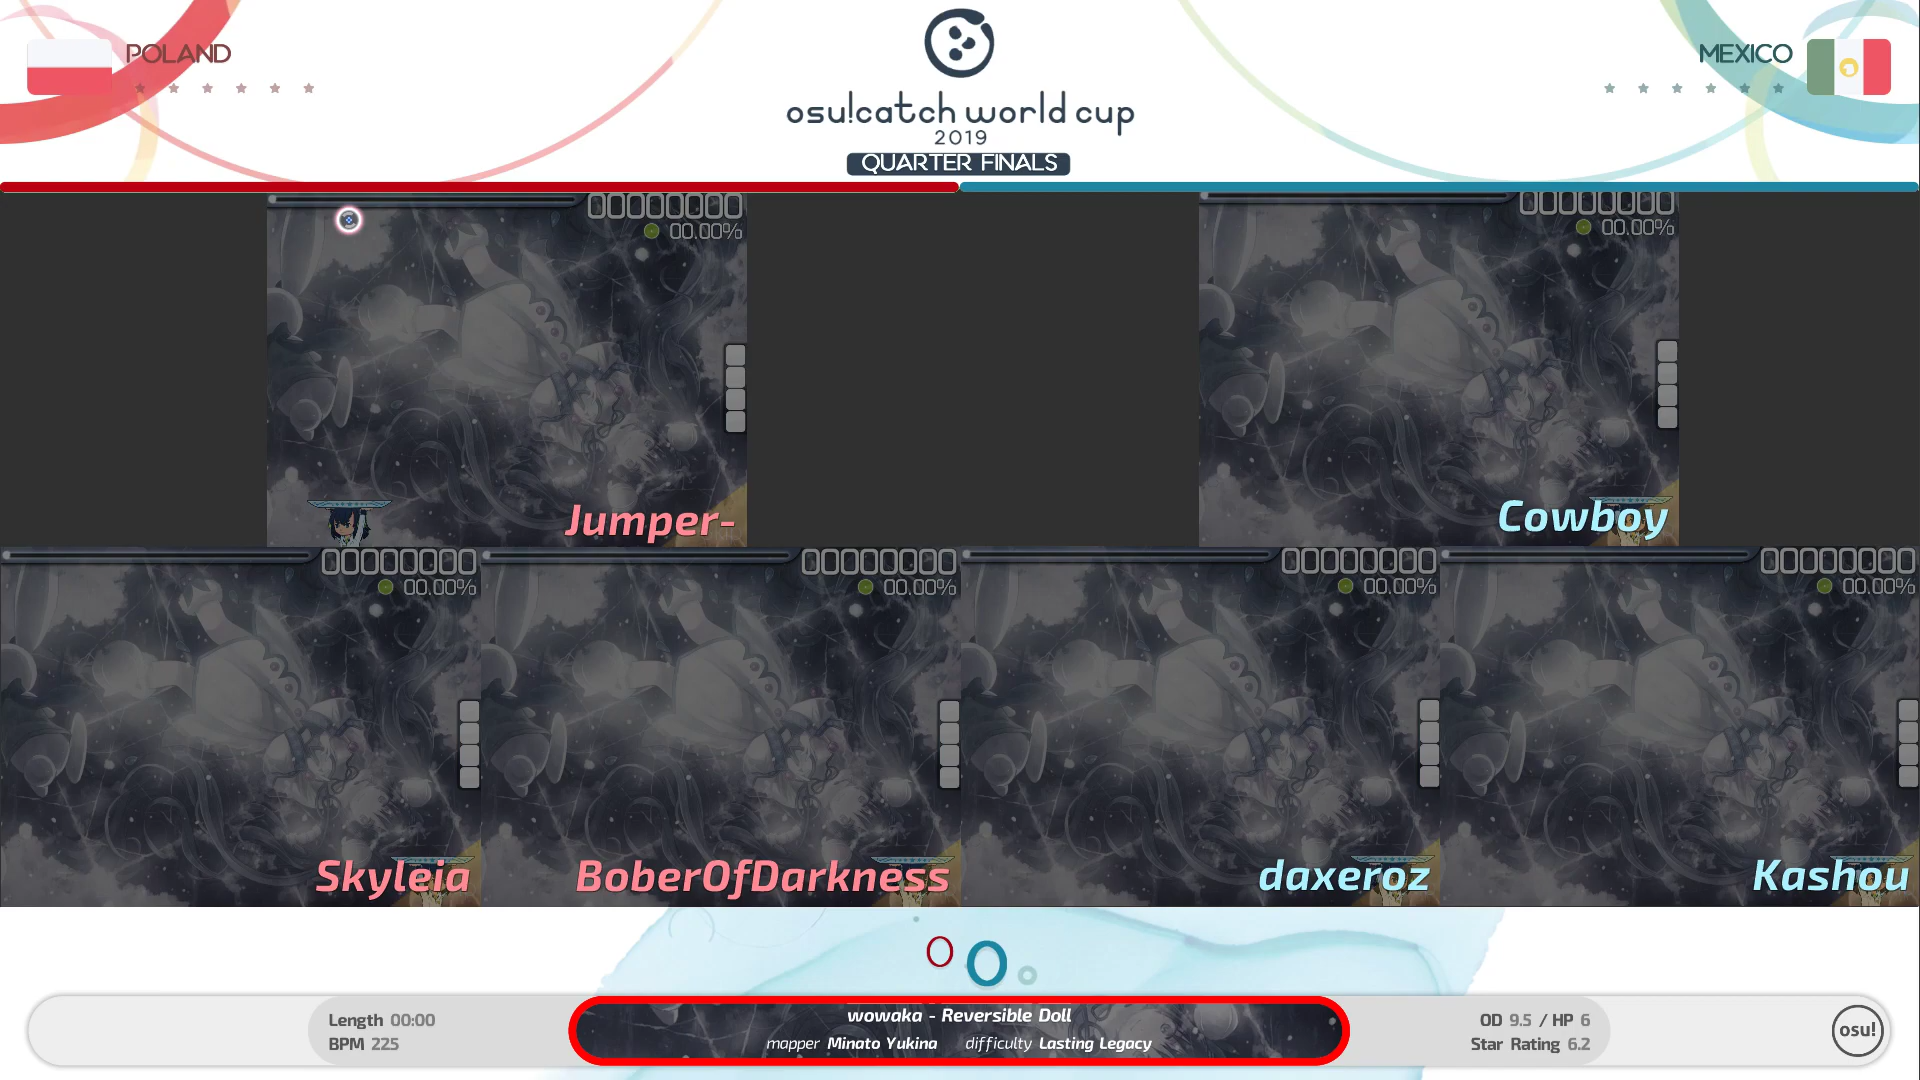 POLAND
MEXICO
osu!catch world cup
2019
QUARTER FINALS
00000000
00.00%
00000000
00.00%
Jumper-
Cowboy
00000000
00.00%
00000000
00.00%
00000000
00.00%
00000000
00.00%
Skyleia
BoberOfDarkness
daxeroz
Kashou
0
0
0
Length 00:00
BPM 225
wowaka - Reversible Doll
mapper Minato Yukina difficulty Lasting Legacy
OD 9.5 / HP 6
Star Rating 6.2
osu!